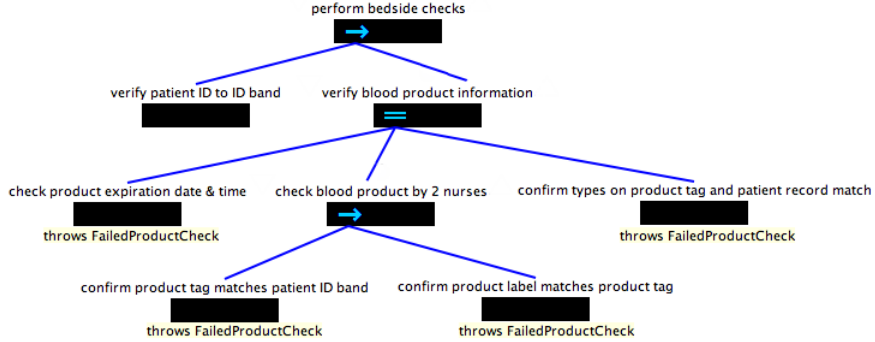 perform bedside checks
verify patient ID to ID band
verify blood product information
check product expiration date & time
check blood product by 2 nurses
confirm types on product tag and patient record match
throws FailedProductCheck
throws FailedProductCheck
confirm product tag matches patient ID band
confirm product label matches product tag
throws FailedProductCheck
throws FailedProductCheck